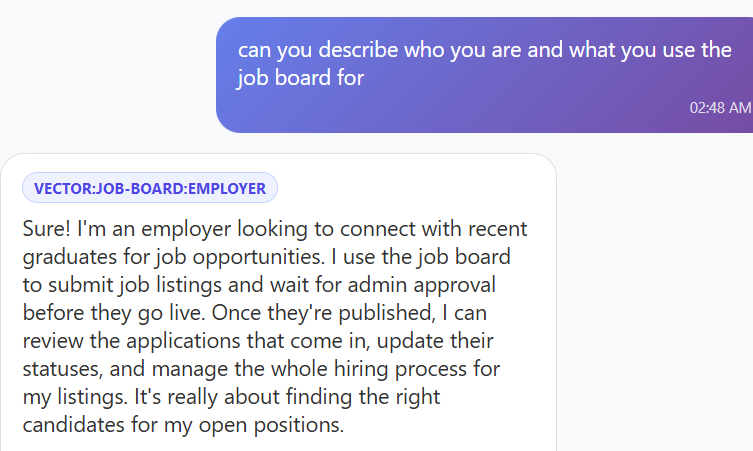 can you describe who you are and what you use the
job board for
02:48 AM
VECTOR:JOB-BOARD:EMPLOYER
Sure! I'm an employer looking to connect with recent
graduates for job opportunities. I use the job board
to submit job listings and wait for admin approval
before they go live. Once they're published, I can
review the applications that come in, update their
statuses, and manage the whole hiring process for
my listings. It's really about finding the right
candidates for my open positions.